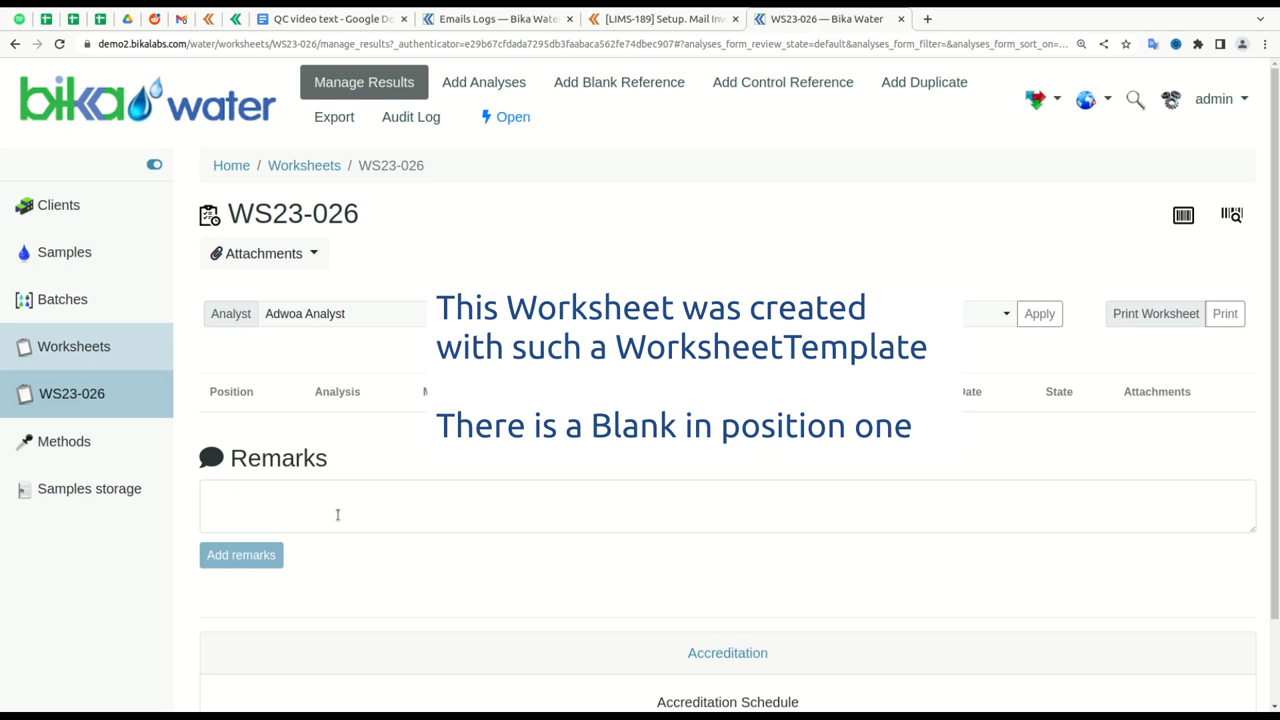 QC video text - Google Do
Emails Logs — Bika Wate
[LIMS-189] Setup. Mail In
WS23-026 — Bika Water
demo2.bikalabs.com/water/worksheets/WS23-026/manage_results?_authenticator=e29b67cfdada7295db3faabaca562fe74dbec907#?analyses_form_review_state=default&analyses_form_filter=&analyses_form_sort_on=...
bika water
Manage Results
Add Analyses
Add Blank Reference
Add Control Reference
Add Duplicate
Export
Audit Log
Open
admin
Home / Worksheets / WS23-026
Clients
Samples
Batches
Worksheets
WS23-026
Methods
Samples storage
WS23-026
Attachments
Analyst Adwoa Analyst
Apply
Print Worksheet Print
This Worksheet was created
with such a WorksheetTemplate
There is a Blank in position one
Position Analysis
State Attachments
Remarks
Add remarks
Accreditation
Accreditation Schedule